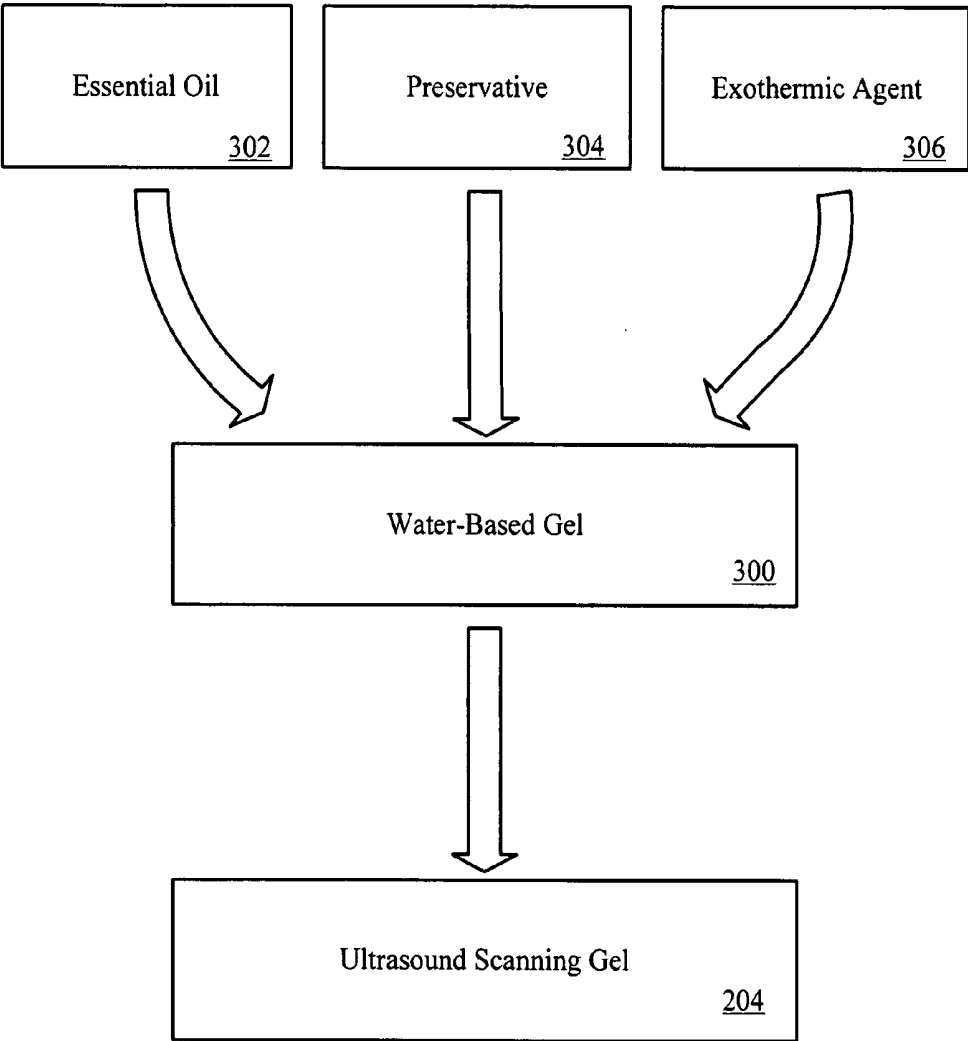 Essential Oil
302
Preservative
304
Exothermic Agent
306
Water-Based Gel
300
Ultrasound Scanning Gel
204